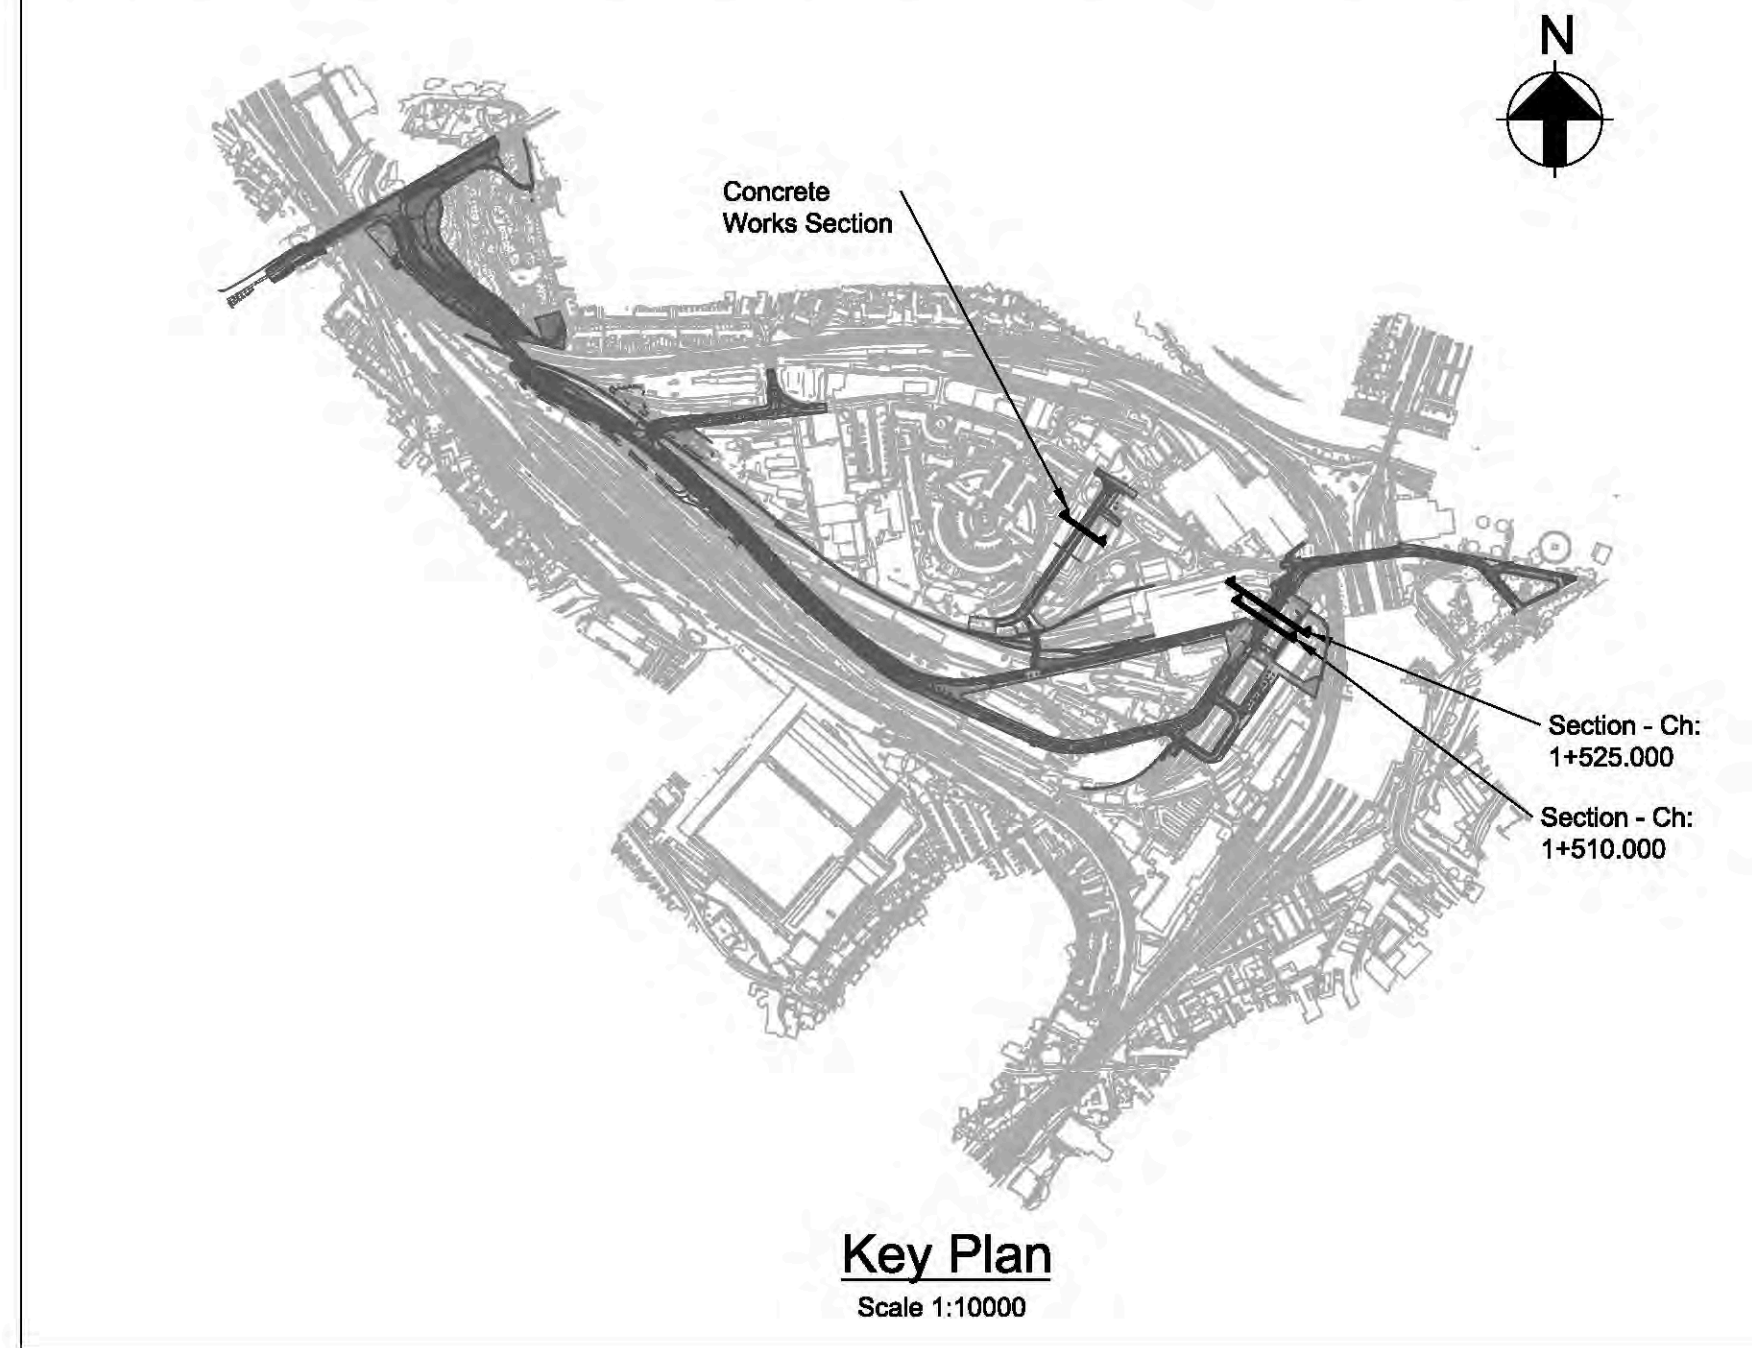 N
Concrete
Works Section
Section - Ch:
1+525.000
Section - Ch:
1+510.000
Key Plan
Scale 1:10000